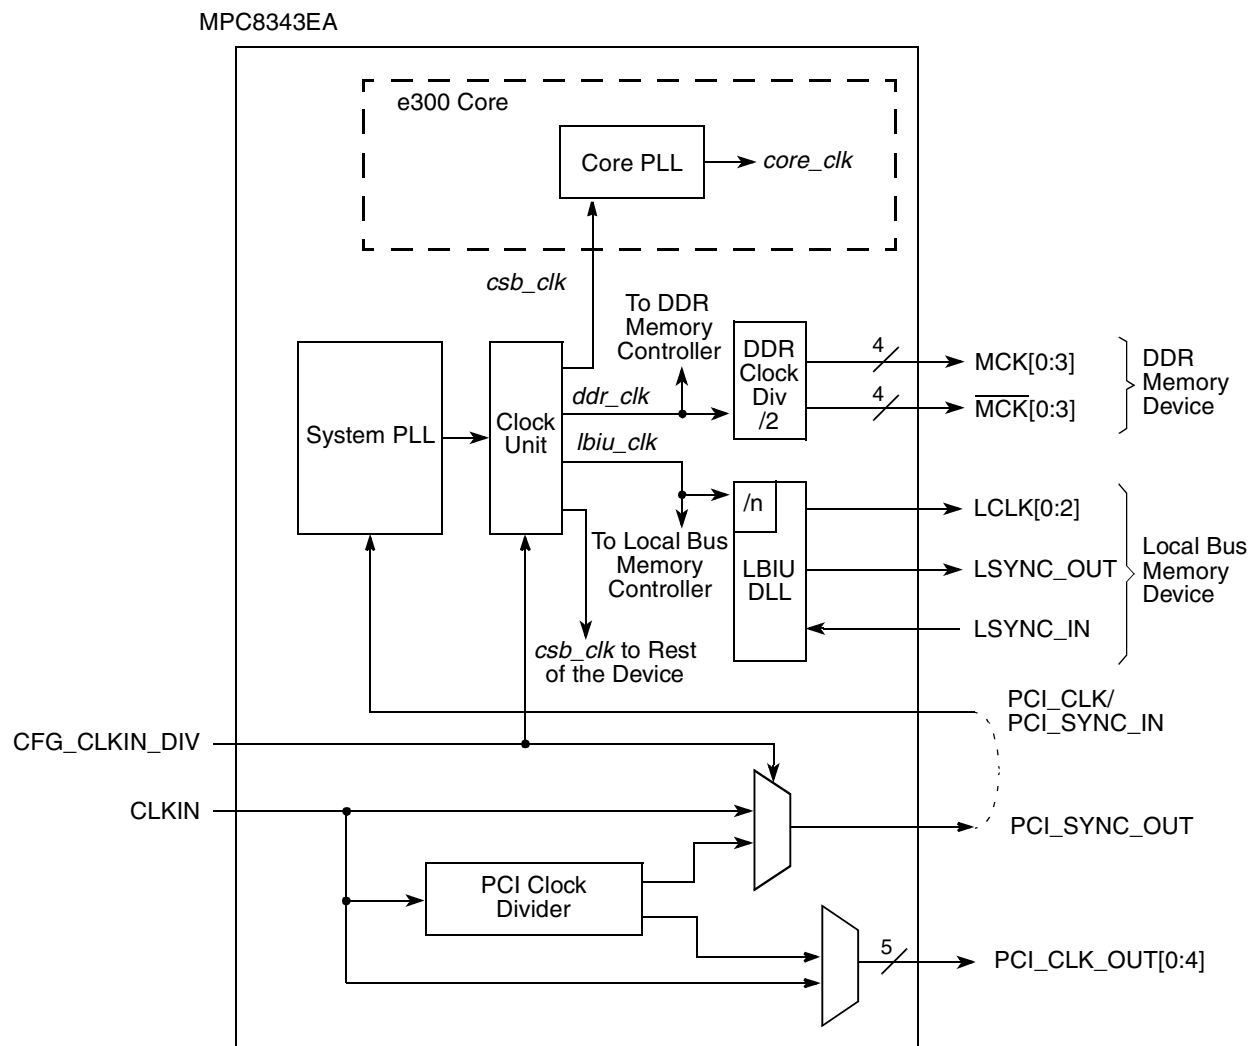 MPC8343EA
e300 Core
Core PLL
core_clk
csb_clk
To DDR
Memory
Controller
System PLL
Clock
Unit
ddr_clk
lbiu_clk
DDR
Clock
Div
/2
4
4
MCK[0:3]
MCK[0:3]
DDR
Memory
Device
/n
LBIU
DLL
To Local Bus
Memory
Controller
LCLK[0:2]
LSYNC_OUT
LSYNC_IN
Local Bus
Memory
Device
csb_clk to Rest
of the Device
PCI_CLK/
PCI_SYNC_IN
CFG_CLKIN_DIV
CLKIN
PCI_SYNC_OUT
PCI Clock
Divider
5
PCI_CLK_OUT[0:4]